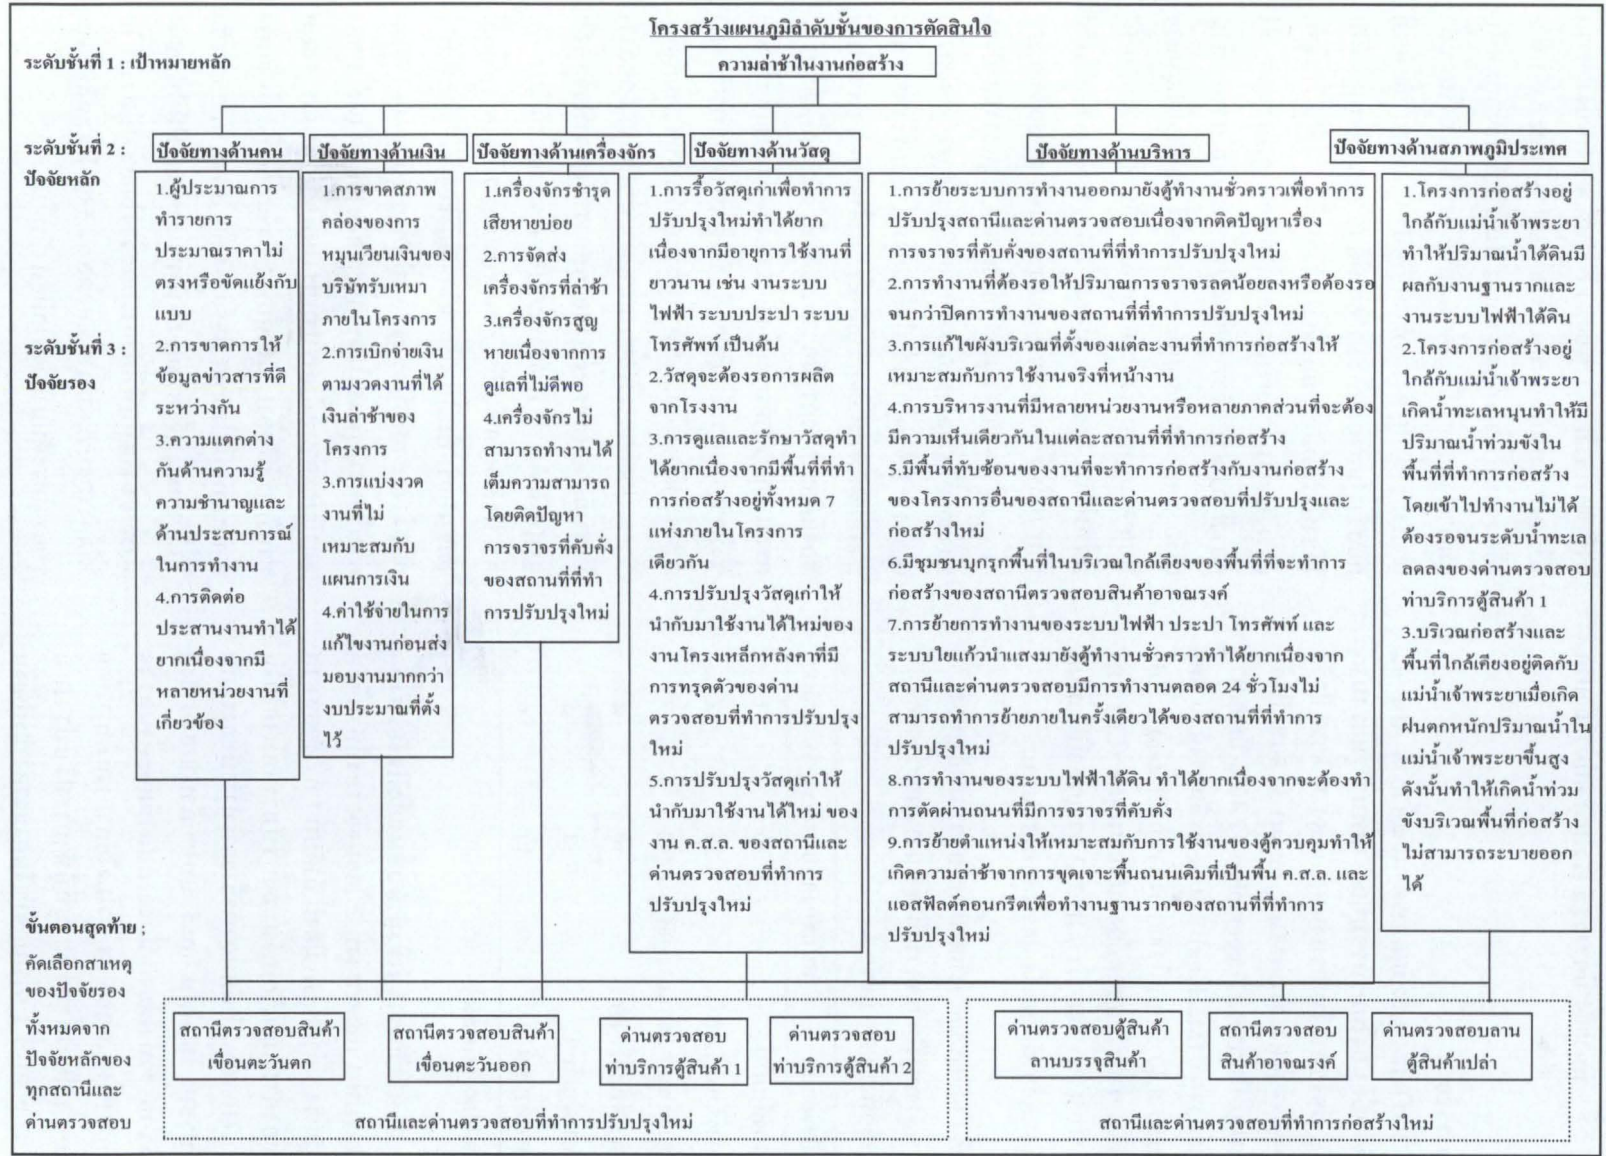 โครงสร้างแผนภูมิลำดับชั้นของการตัดสินใจ
ระดับชั้นที่ 1 : เป้าหมายหลัก
ความล่าช้าในงานก่อสร้าง
ระดับชั้นที่ 2 :
ปัจจัยหลัก
ปัจจัยทางด้านคน
ปัจจัยทางด้านเงิน
ปัจจัยทางด้านเครื่องจักร
ปัจจัยทางด้านวัสดุ
ปัจจัยทางด้านบริหาร
ปัจจัยทางด้านสภาพภูมิประเทศ
ระดับชั้นที่ 3 :
ปัจจัยรอง
1.ผู้ประมาณการ
ทำรายการ
ประมาณราคาไม่
ตรงหรือขัดแย้งกับ
แบบ
2.การขาดการให้
ข้อมูลข่าวสารที่ดี
ระหว่างกัน
3.ความแตกต่าง
กันด้านความรู้
ความชำนาญและ
ด้านประสบการณ์
ในการทำงาน
4.การติดต่อ
ประสานงานทำได้
ยากเนื่องจากมี
หลายหน่วยงานที่
เกี่ยวข้อง
1.การขาดสภาพ
คล่องของการ
หมุนเวียนเงินของ
บริษัทรับเหมา
ภายในโครงการ
2.การเบิกจ่ายเงิน
ตามงวดงานที่ได้
เงินล่าช้าของ
โครงการ
3.การแบ่งงวด
งานที่ไม่
เหมาะสมกับ
แผนการเงิน
4.ค่าใช้จ่ายในการ
แก้ไขงานก่อนส่ง
มอบงานมากกว่า
งบประมาณที่ตั้ง
ไว้
1.เครื่องจักรชำรุด
เสียหายบ่อย
2.การจัดส่ง
เครื่องจักรที่ล่าช้า
3.เครื่องจักรสูญ
หายเนื่องจากการ
ดูแลที่ไม่ดีพอ
4.เครื่องจักรไม่
สามารถทำงานได้
เต็มความสามารถ
โดยติดปัญหา
การจราจรที่คับคั่ง
ของสถานที่ที่ทำ
การปรับปรุงใหม่
1.การรื้อวัสดุเก่าเพื่อทำการ
ปรับปรุงใหม่ทำได้ยาก
เนื่องจากมีอายุการใช้งานที่
ยาวนาน เช่น งานระบบ
ไฟฟ้า ระบบประปา ระบบ
โทรศัพท์ เป็นต้น
2.วัสดุจะต้องรอการผลิต
จากโรงงาน
3.การดูแลและรักษาวัสดุทำ
ได้ยากเนื่องจากมีพื้นที่ที่ทำ
การก่อสร้างอยู่ทั้งหมด 7
แห่งภายในโครงการ
เดียวกัน
4.การปรับปรุงวัสดุเก่าให้
นำกับมาใช้งานได้ใหม่ของ
งานโครงเหล็กหลังคาที่มี
การทรุดตัวของด่าน
ตรวจสอบที่ทำการปรับปรุง
ใหม่
5.การปรับปรุงวัสดุเก่าให้
นำกับมาใช้งานได้ใหม่ ของ
งาน ค.ส.ล. ของสถานีและ
ด่านตรวจสอบที่ทำการ
ปรับปรุงใหม่
1.การย้ายระบบการทำงานออกมายังตู้ทำงานชั่วคราวเพื่อทำการ
ปรับปรุงสถานีและด่านตรวจสอบเนื่องจากติดปัญหาเรื่อง
การจราจรที่คับคั่งของสถานที่ที่ทำการปรับปรุงใหม่
2.การทำงานที่ต้องรอให้ปริมาณการจราจรลดน้อยลงหรือต้องรอ
จนกว่าปิดการทำงานของสถานที่ที่ทำการปรับปรุงใหม่
3.การแก้ไขผังบริเวณที่ตั้งของแต่ละงานที่ทำการก่อสร้างให้
เหมาะสมกับการใช้งานจริงที่หน้างาน
4.การบริหารงานที่มีหลายหน่วยงานหรือหลายภาคส่วนที่จะต้อง
มีความเห็นเดียวกันในแต่ละสถานที่ที่ทำการก่อสร้าง
5.มีพื้นที่ทับซ้อนของงานที่จะทำการก่อสร้างกับงานก่อสร้าง
ของโครงการอื่นของสถานีและด่านตรวจสอบที่ปรับปรุงและ
ก่อสร้างใหม่
6.มีชุมชนบุกรุกพื้นที่ในบริเวณใกล้เคียงของพื้นที่ที่จะทำการ
ก่อสร้างของสถานีตรวจสอบสินค้าอาจณรงค์
7.การย้ายการทำงานของระบบไฟฟ้า ประปา โทรศัพท์ และ
ระบบใยแก้วนำแสงมายังตู้ทำงานชั่วคราวทำได้ยากเนื่องจาก
สถานีและด่านตรวจสอบมีการทำงานตลอด 24 ชั่วโมงไม่
สามารถทำการย้ายภายในครั้งเดียวได้ของสถานที่ที่ทำการ
ปรับปรุงใหม่
8.การทำงานของระบบไฟฟ้าใต้ดิน ทำได้ยากเนื่องจากจะต้องทำ
การตัดผ่านถนนที่มีการจราจรที่คับคั่ง
9.การย้ายตำแหน่งให้เหมาะสมกับการใช้งานของตู้ควบคุมทำให้
เกิดความล่าช้าจากการขุดเจาะพื้นถนนเดิมที่เป็นพื้น ค.ส.ล. และ
แอสฟัลต์คอนกรีตเพื่อทำงานฐานรากของสถานที่ที่ทำการ
ปรับปรุงใหม่
1.โครงการก่อสร้างอยู่
ใกล้กับแม่น้ำเจ้าพระยา
ทำให้ปริมาณน้ำใต้ดินมี
ผลกับงานฐานรากและ
งานระบบไฟฟ้าใต้ดิน
2.โครงการก่อสร้างอยู่
ใกล้กับแม่น้ำเจ้าพระยา
เกิดน้ำทะเลหนุนทำให้มี
ปริมาณน้ำท่วมขังใน
พื้นที่ที่ทำการก่อสร้าง
โดยเข้าไปทำงานไม่ได้
ต้องรอจนระดับน้ำทะเล
ลดลงของด่านตรวจสอบ
ท่าบริการตู้สินค้า 1
3.บริเวณก่อสร้างและ
พื้นที่ใกล้เคียงอยู่ติดกับ
แม่น้ำเจ้าพระยาเมื่อเกิด
ฝนตกหนักปริมาณน้ำใน
แม่น้ำเจ้าพระยาขึ้นสูง
ดังนั้นทำให้เกิดน้ำท่วม
ขังบริเวณพื้นที่ก่อสร้าง
ไม่สามารถระบายออก
ได้
ขั้นตอนสุดท้าย :
คัดเลือกสาเหตุ
ของปัจจัยรอง
ทั้งหมดจาก
ปัจจัยหลักของ
ทุกสถานีและ
ด่านตรวจสอบ
สถานีตรวจสอบสินค้า
เขื่อนตะวันตก
สถานีตรวจสอบสินค้า
เขื่อนตะวันออก
ด่านตรวจสอบ
ท่าบริการตู้สินค้า 1
ด่านตรวจสอบ
ท่าบริการตู้สินค้า 2
ด่านตรวจสอบตู้สินค้า
ลานบรรจุสินค้า
สถานีตรวจสอบ
สินค้าอาจณรงค์
ด่านตรวจสอบลาน
ตู้สินค้าเปล่า
สถานีและด่านตรวจสอบที่ทำการปรับปรุงใหม่
สถานีและด่านตรวจสอบที่ทำการก่อสร้างใหม่